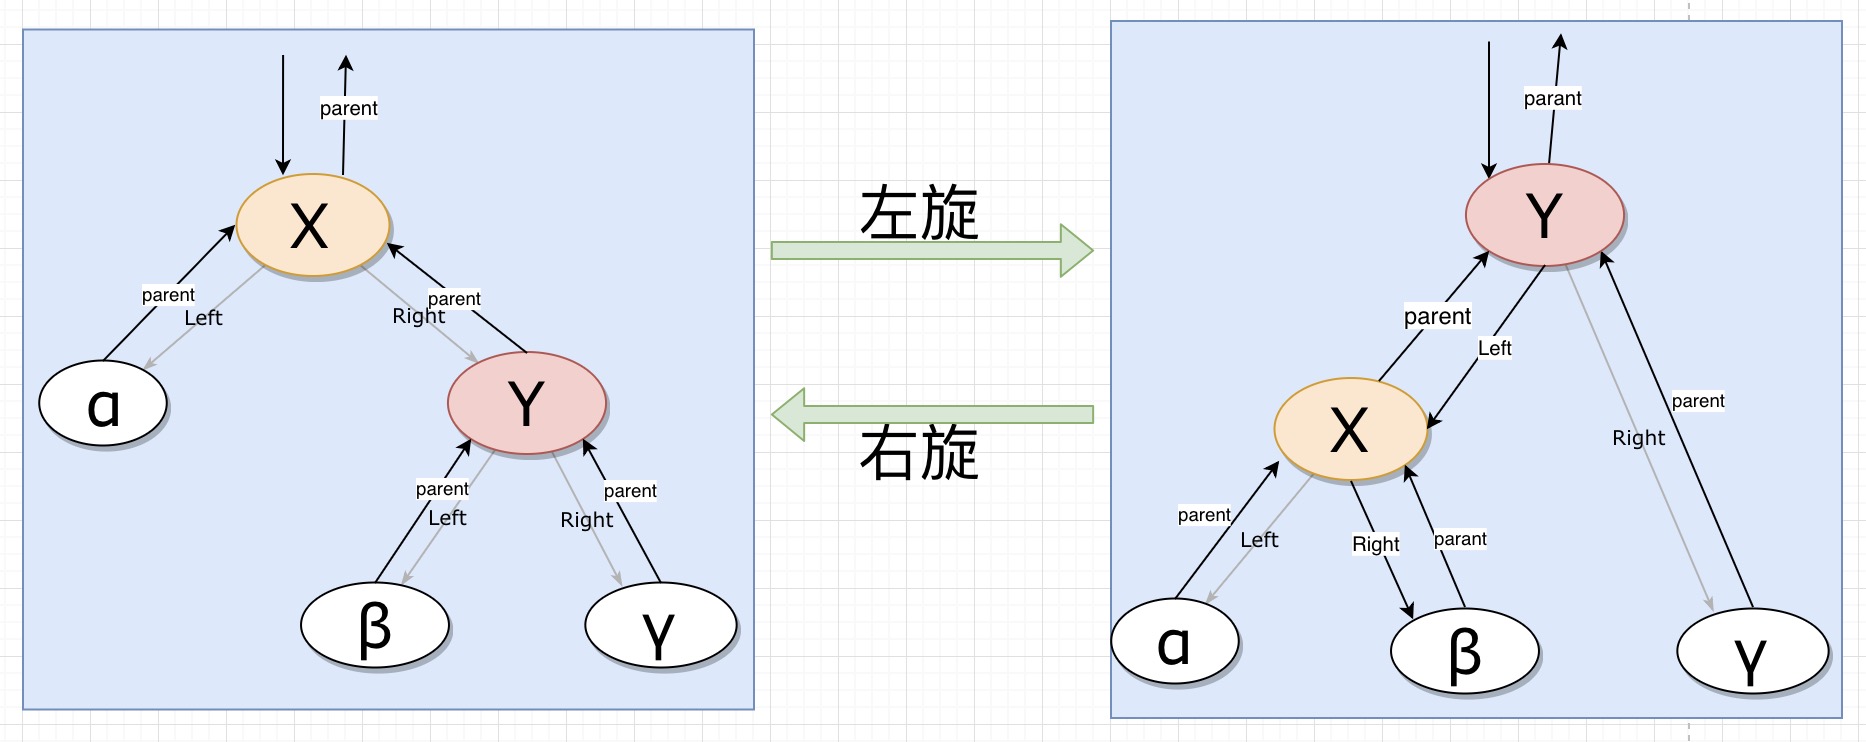 parent
X
parent
Left
parent
Right
α
Y
parent
Left
parent
Right
β
γ
左旋
右旋
parant
Y
parent
Left
parent
Right
X
parent
Left
Right
parant
α
β
γ